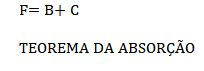 F= B+ C
TEOREMA DA ABSORÇÃO